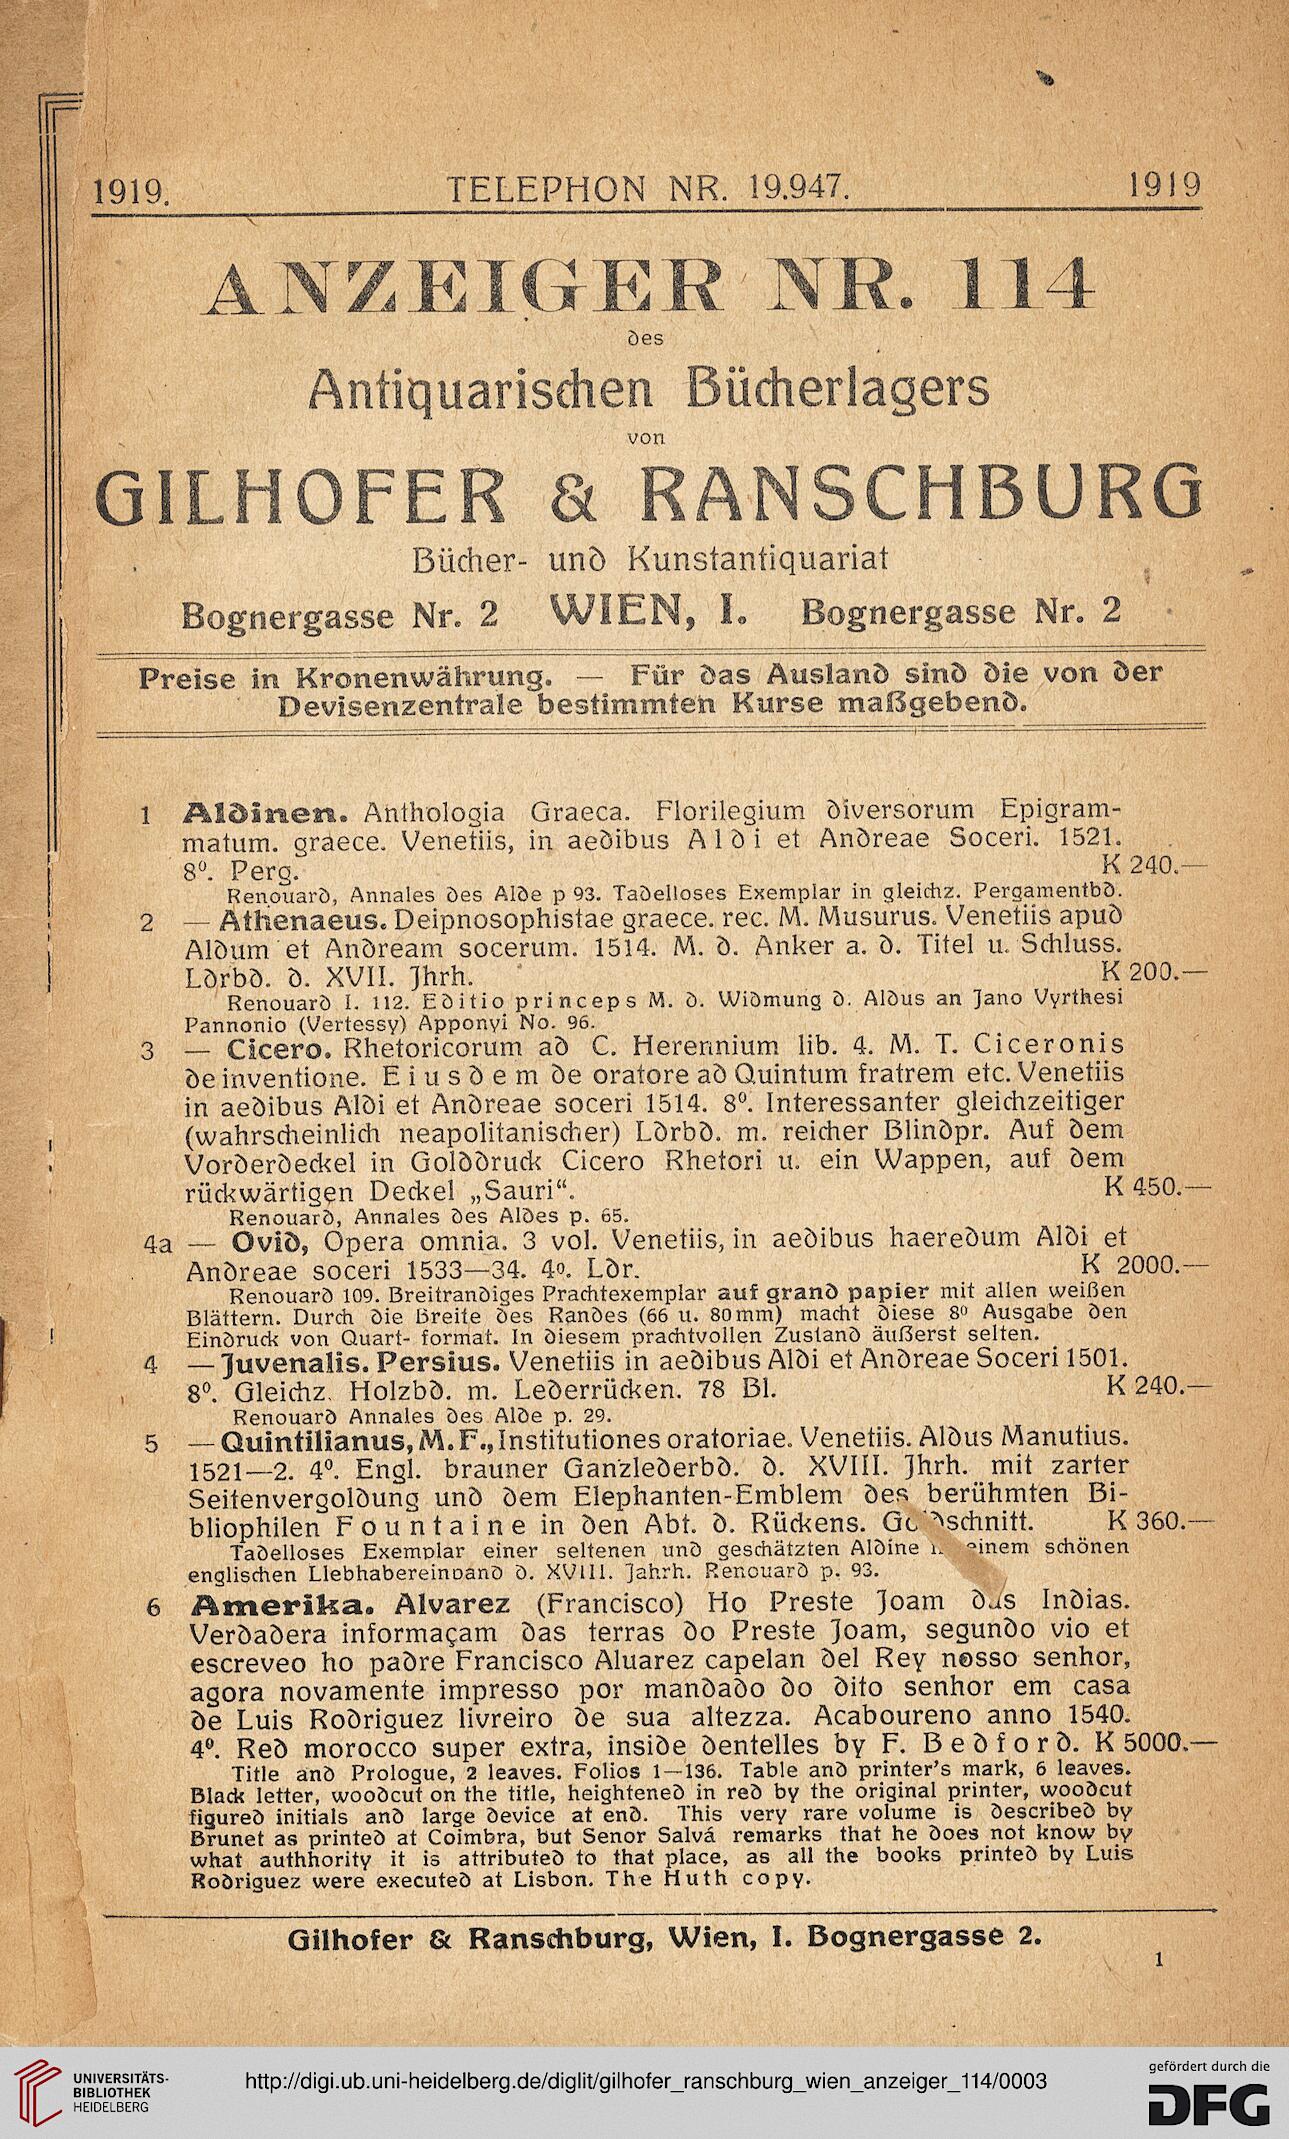 1919. TELEPHON NR. 19.947. 1919
ANZEIGER NR. 114
des
Antiquarischen Bücherlagers
von
GILHOFER & RANSCHBURG
Bücher- und Kunstantiquariat
Bognergasse Nr. 2 WIEN, I. Bognergasse Nr. 2
Preise in Kronenwährung. — Für das Ausland sind die von der
Devisenzentrale bestimmten Kurse maßgebend.
1 Aldinen. Anthologia Graeca. Florilegium diversorum Epigram-
matum. graece. Venetiis, in aedibus Aldi et Andreae Soceri. 1521.
8⁰. Perg. K 240.—
Renouard, Annales des Alde p 93. Tadelloses Exemplar in gleichz. Pergamentbd.
2 — Athenaeus. Deipnosophistae graece. rec. M. Musurus. Venetiis apud
Aldum et Andream socerum. 1514. M. d. Anker a. d. Titel u. Schluss.
Ldrbd. d. XVII. Jhrh. K 200.—
Renouard I. 112. Editio princeps M. d. Widmung d. Aldus an Jano Vyrthesi
Pannonio (Vertessy) Apponyi No. 96.
3 — Cicero. Rhetoricorum ad C. Herennium lib. 4. M. T. Ciceronis
de inventione. Eiusdem de oratore ad Quintum fratrem etc. Venetiis
in aedibus Aldi et Andreae soceri 1514. 8⁰. Interessanter gleichzeitiger
(wahrscheinlich neapolitanischer) Ldrbd. m. reicher Blindpr. Auf dem
Vorderdeckel in Golddruck Cicero Rhetori u. ein Wappen, auf dem
rückwärtigen Deckel „Sauri“. K 450.—
Renouard, Annales des Aldes p. 65.
4a — Ovid, Opera omnia. 3 vol. Venetiis, in aedibus haeredum Aldi et
Andreae soceri 1533—34. 4⁰. Ldr. K 2000.—
Renouard 109. Breitrandiges Prachtexemplar auf grand papier mit allen weißen
Blättern. Durch die Breite des Randes (66 u. 80 mm) macht diese 8⁰ Ausgabe den
Eindruck von Quart- format. In diesem prachtvollen Zustand äußerst selten.
4 — Juvenalis. Persius. Venetiis in aedibus Aldi et Andreae Soceri 1501.
8⁰. Gleichz. Holzbd. m. Lederrücken. 78 Bl. K 240.—
Renouard Annales des Alde p. 29.
5 — Quintilianus, M. F., Institutiones oratoriae. Venetiis. Aldus Manutius.
1521—2. 4⁰. Engl. brauner Ganzlederbd. d. XVIII. Jhrh. mit zarter
Seitenvergoldung und dem Elephanten-Emblem des berühmten Bi-
bliophilen Fountaine in den Abt. d. Rückens. Goldschnitt. K 360.—
Tadelloses Exemplar einer seltenen und geschätzten Aldine einem schönen
englischen Liebhabereinband d. XVIII. Jahrh. Renouard p. 93.
6 Amerika. Alvarez (Francisco) Ho Preste Joam das Indias.
Verdadera informaçam das terras do Preste Joam, segundo vio et
escreveo ho padre Francisco Aluarez capelan del Rey nosso senhor,
agora novamente impresso por mandado do dito senhor em casa
de Luis Rodriguez livreiro de sua altezza. Acaboureno anno 1540.
4⁰. Red morocco super extra, inside dentelles by F. Bedford. K 5000.—
Title and Prologue, 2 leaves. Folios 1—136. Table and printer's mark, 6 leaves.
Black letter, woodcut on the title, heightened in red by the original printer, woodcut
figured initials and large device at end. This very rare volume is described by
Brunet as printed at Coimbra, but Senor Salvá remarks that he does not know by
what authhority it is attributed to that place, as all the books printed by Luis
Rodriguez were executed at Lisbon. The Huth copy.
Gilhofer & Ranschburg, Wien, I. Bognergasse 2.
1
UNIVERSITÄTS-
BIBLIOTHEK
HEIDELBERG
http://digi.ub.uni-heidelberg.de/diglit/gilhofer_ranschburg_wien_anzeiger_114/0003
gefördert durch die
DFG